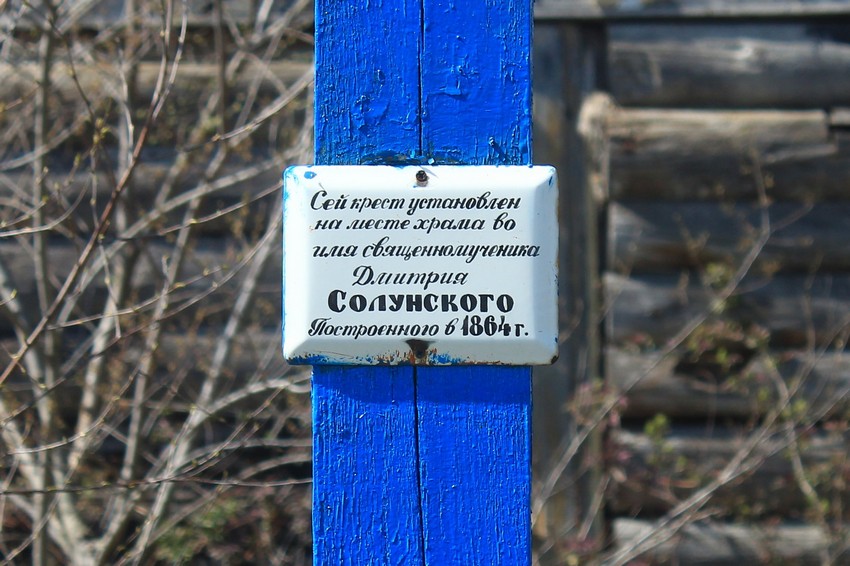 Сей крест установлен
на месте храма во
имя священномученика
Дмитрия
Солунского
Построенного в 1864 г.